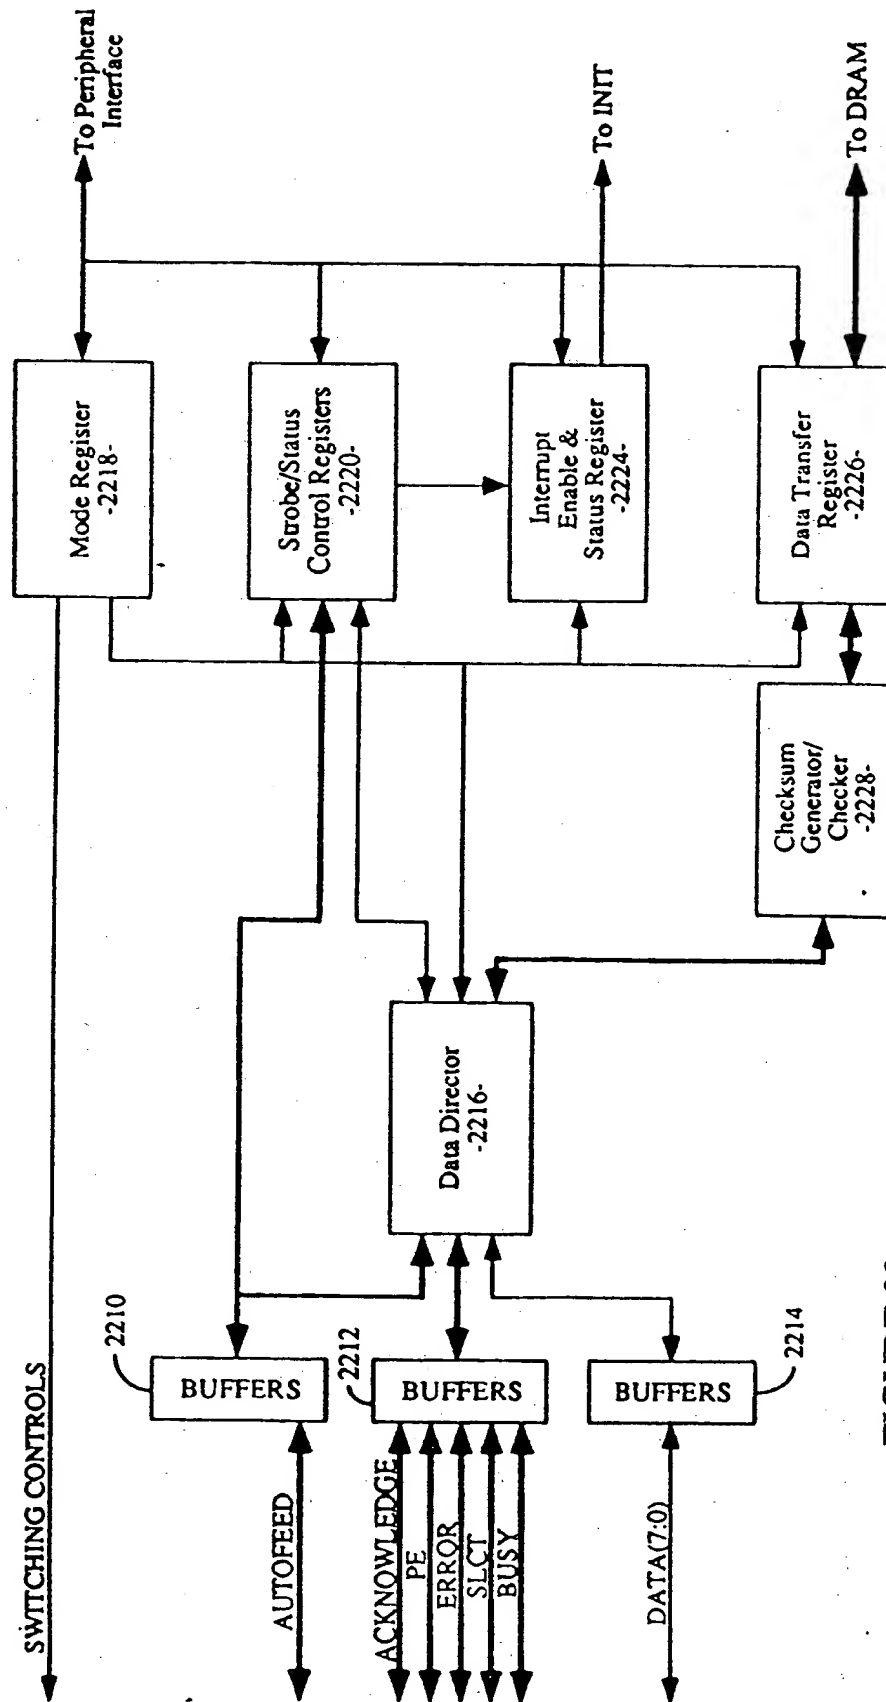 SWITCHING CONTROLS
AUTOFEED
ACKNOWLEDGE
PE
ERROR
SLCT
BUSY
DATA(7:0)
2210
BUFFERS
2212
BUFFERS
BUFFERS
2214
Data Director
-2216-
Mode Register
-2218-
Strobe/Status
Control Registers
-2220-
Interrupt
Enable &
Status Register
-2224-
Data Transfer
Register
-2226-
Checksum
Generator/
Checker
-2228-
To Peripheral
Interface
To INIT
To DRAM